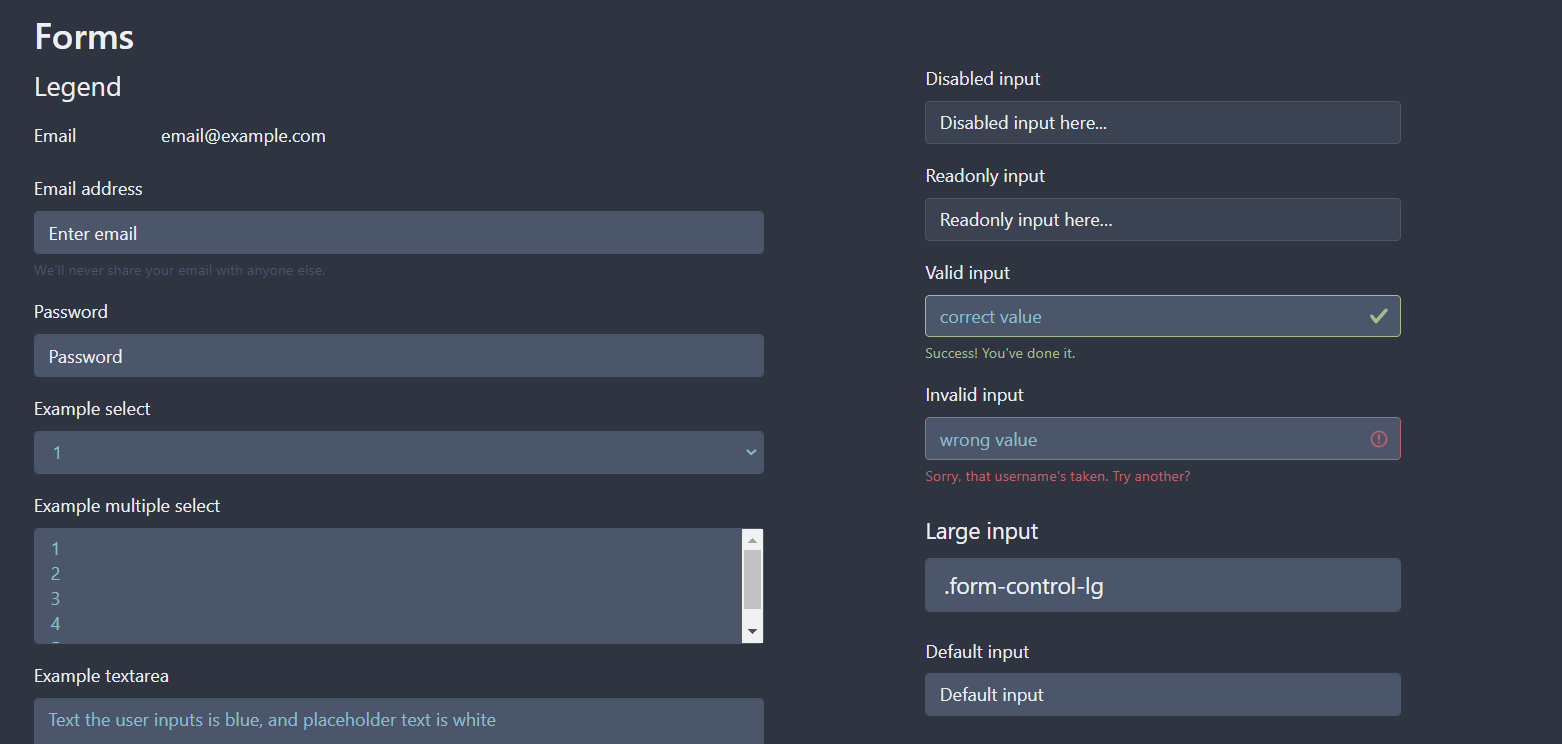 Forms
Legend
Email email@example.com
Email address
Enter email
We'll never share your email with anyone else.
Password
Password
Example select
1
Example multiple select
1
2
3
4
Example textarea
Text the user inputs is blue, and placeholder text is white
Disabled input
Disabled input here...
Readonly input
Readonly input here...
Valid input
correct value
Success! You've done it.
Invalid input
wrong value
Sorry, that username's taken. Try another?
Large input
.form-control-lg
Default input
Default input